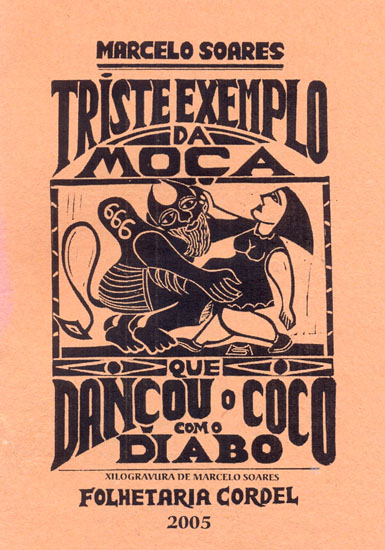 MARCELO SOARES
TRISTE EXEMPLO
DA
MOÇA
666
QUE
DANÇOU O COCO
COM O
DIABO
XILOGRAVURA DE MARCELO SOARES
FOLHETARIA CORDEL
2005